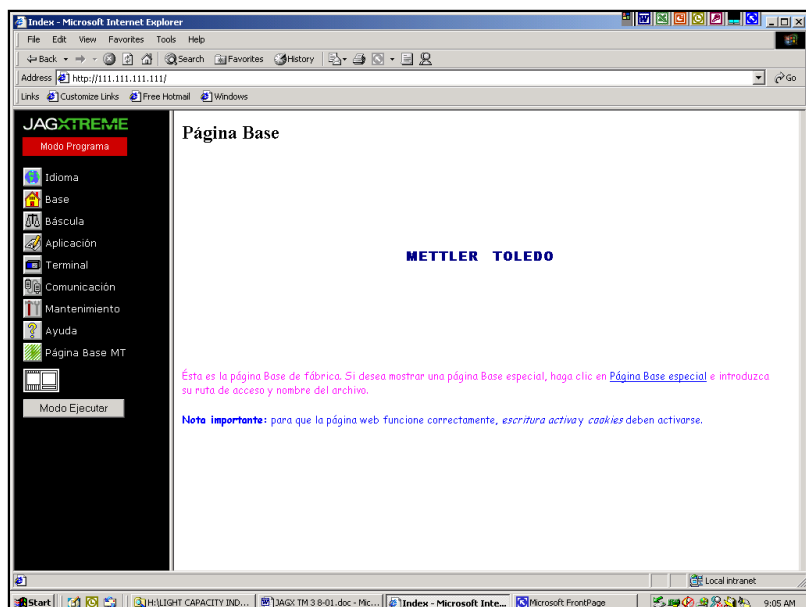 Index - Microsoft Internet Explorer
File Edit View Favorites Tools Help
Back Search Favorites History
Address http://111.111.111.111/ Go
Links Customize Links Free Hotmail Windows
JAGXTREME
Modo Programa
Idioma
Base
Báscula
Aplicación
Terminal
Comunicación
Mantenimiento
Ayuda
Página Base MT
Modo Ejecutar
Página Base
METTLER TOLEDO
Ésta es la página Base de fábrica. Si desea mostrar una página Base especial, haga clic en Página Base especial e introduzca
su ruta de acceso y nombre del archivo.
Nota importante: para que la página web funcione correctamente, escritura activa y cookies deben activarse.
Local intranet
Start H:\LIGHT CAPACITY IND... JAGX TM 3 8-01.doc - Mic... Index - Microsoft Inte... Microsoft FrontPage 9:05 AM